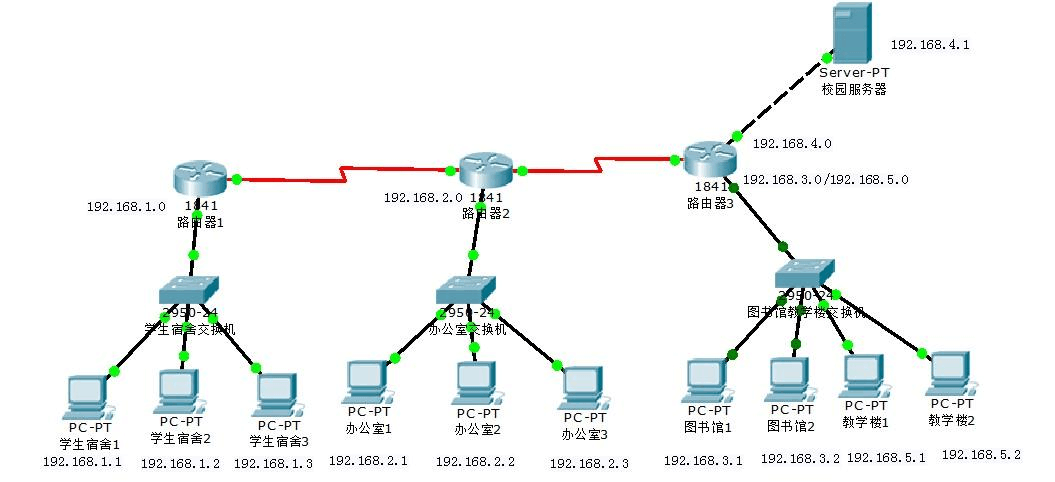 192.168.4.1
Server-PT
校园服务器
192.168.4.0
1841
路由器3
192.168.3.0/192.168.5.0
192.168.1.0
1841
路由器1
192.168.2.0
1841
路由器2
2950-24
学生宿舍交换机
2950-24
办公室交换机
2950-24
图书馆教学楼交换机
PC-PT
学生宿舍1
192.168.1.1
PC-PT
学生宿舍2
192.168.1.2
PC-PT
学生宿舍3
192.168.1.3
PC-PT
办公室1
192.168.2.1
PC-PT
办公室2
192.168.2.2
PC-PT
办公室3
192.168.2.3
PC-PT
图书馆1
192.168.3.1
PC-PT
图书馆2
192.168.3.2
PC-PT
教学楼1
192.168.5.1
PC-PT
教学楼2
192.168.5.2